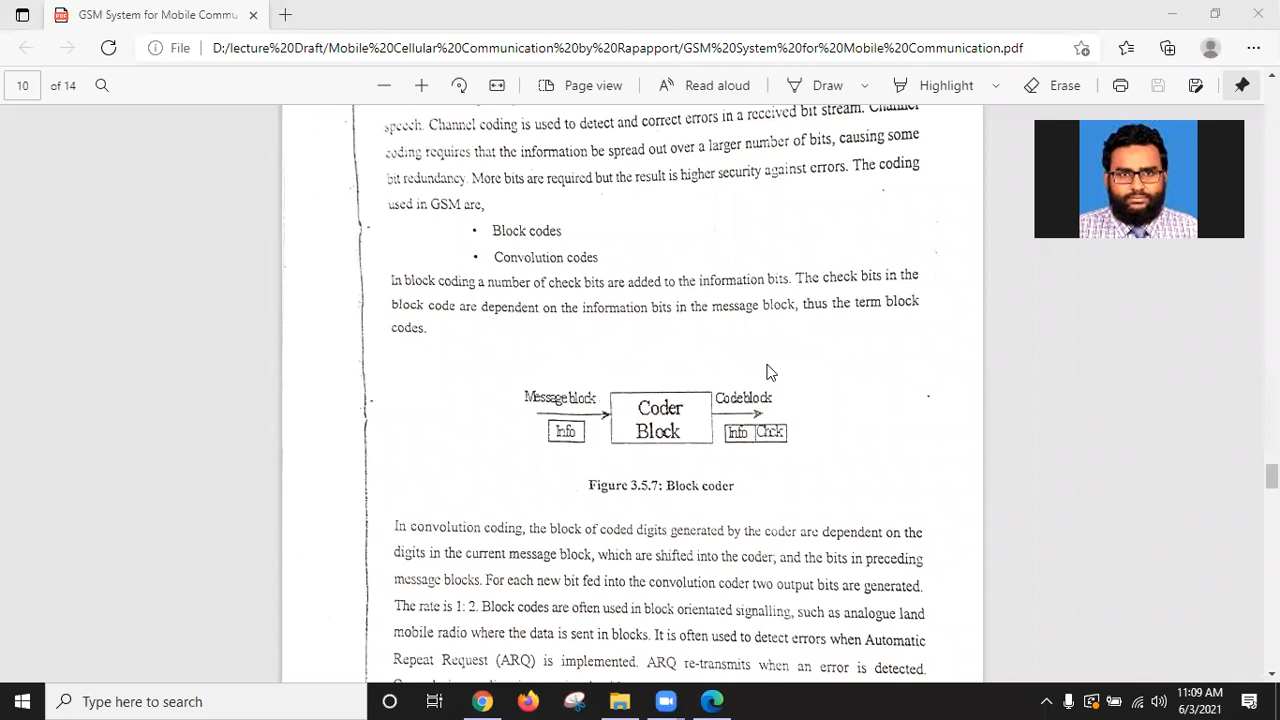 GSM System for Mobile Commu
File
D:/lecture%20Draft/Mobile%20Cellular%20Communication%20by%20Rapapport/GSM%20System%20for%20Mobile%20Communication.pdf
10 of 14
Page view
Read aloud
Draw
Highlight
Erase
speech. Channel coding is used to detect and correct errors in a received bit stream. Channel
coding requires that the information be spread out over a larger number of bits, causing some
bit redundancy. More bits are required but the result is higher security against errors. The coding
used in GSM are,
• Block codes
• Convolution codes
In block coding a number of check bits are added to the information bits. The check bits in the
block code are dependent on the information bits in the message block, thus the term block
codes.
Message block
Info
Coder
Block
Codeblock
Info Chck
Figure 3.5.7: Block coder
In convolution coding, the block of coded digits generated by the coder are dependent on the
digits in the current message block, which are shifted into the coder; and the bits in preceding
message blocks. For each new bit fed into the convolution coder two output bits are generated.
The rate is 1: 2. Block codes are often used in block orientated signalling, such as analogue land
mobile radio where the data is sent in blocks. It is often used to detect errors when Automatic
Repeat Request (ARQ) is implemented. ARQ re-transmits when an error is detected.
Type here to search
11:09 AM
6/3/2021